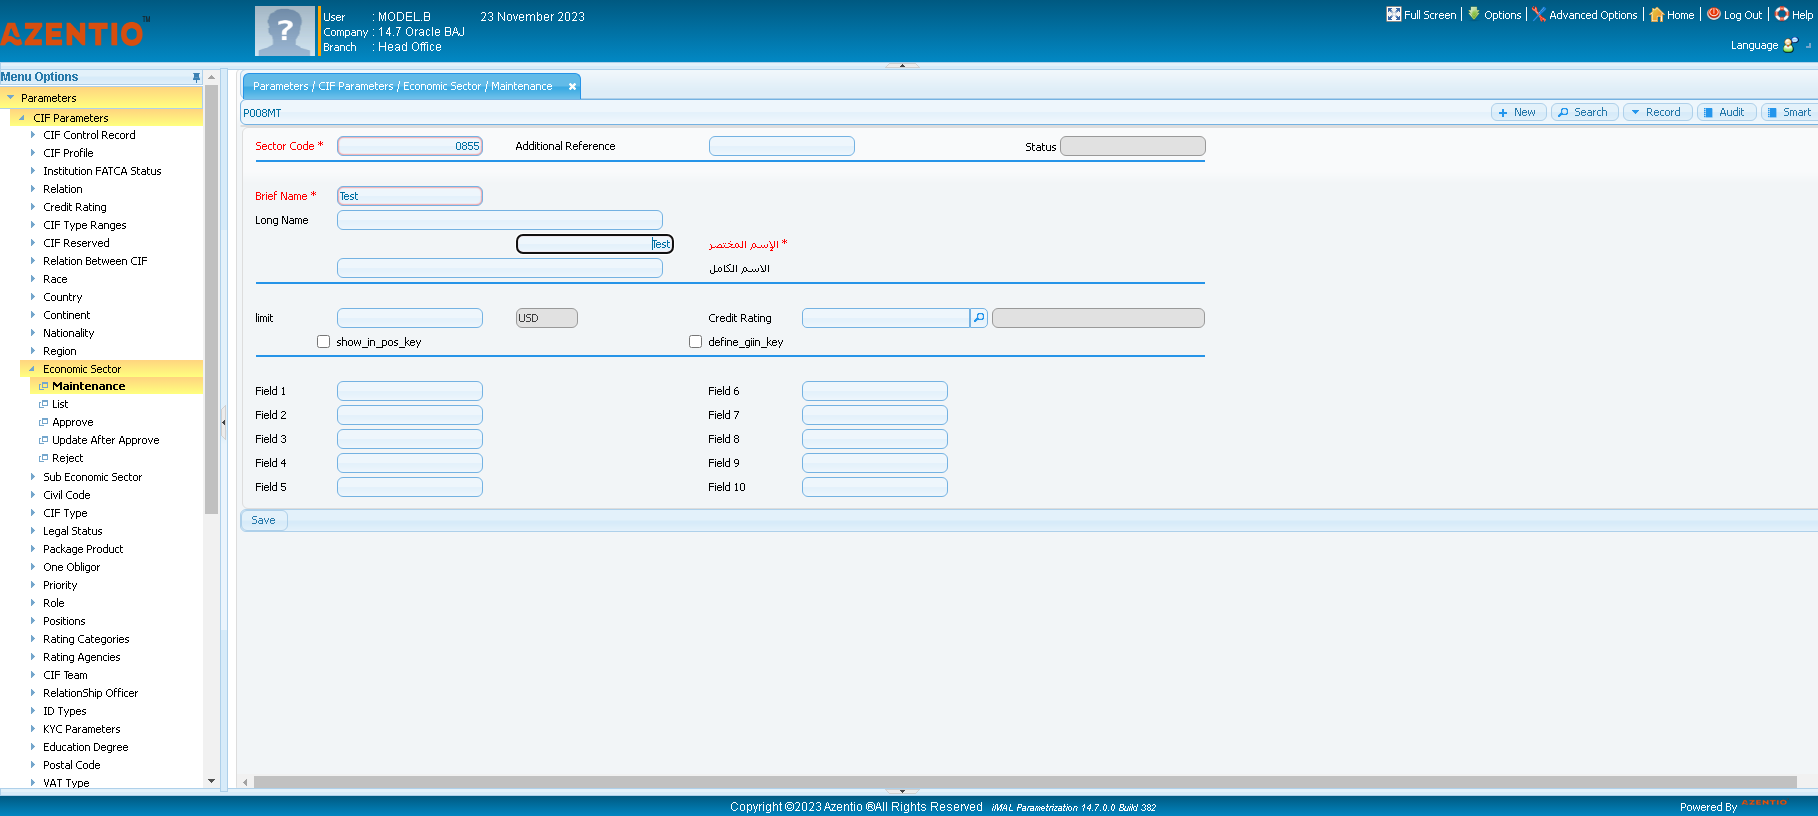 AZENTIO™
User : MODEL.B 23 November 2023
Company : 14.7 Oracle BAJ
Branch : Head Office
Full Screen | Options | Advanced Options | Home | Log Out | Help
Language
Menu Options
Parameters
CIF Parameters
CIF Control Record
CIF Profile
Institution FATCA Status
Relation
Credit Rating
CIF Type Ranges
CIF Reserved
Relation Between CIF
Race
Country
Continent
Nationality
Region
Economic Sector
Maintenance
List
Approve
Update After Approve
Reject
Sub Economic Sector
Civil Code
CIF Type
Legal Status
Package Product
One Obligor
Priority
Role
Positions
Rating Categories
Rating Agencies
CIF Team
RelationShip Officer
ID Types
KYC Parameters
Education Degree
Postal Code
VAT Type
Parameters / CIF Parameters / Economic Sector / Maintenance
P008MT
New Search Record Audit Smart
Sector Code * 0855 Additional Reference Status
Brief Name * Test
Long Name
Test الإسم المختصر *
الاسم الكامل
limit USD Credit Rating
show_in_pos_key define_giin_key
Field 1 Field 6
Field 2 Field 7
Field 3 Field 8
Field 4 Field 9
Field 5 Field 10
Save
Copyright ©2023 Azentio ®All Rights Reserved iMAL Parametrization 14.7.0.0 Build 382
Powered By AZENTIO